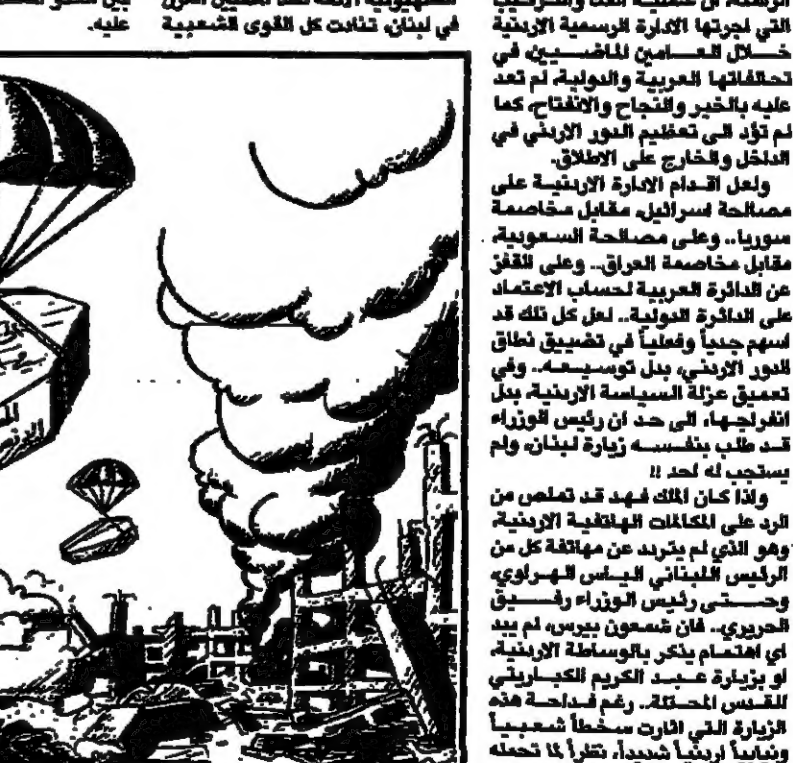 التي اجرتها الادارة الرسمية الاردنية
خلال العامين الماضيين، في
تحالفاتها العربية والدولية، لم تعد
عليه بالخير والنجاح والانفتاح، كما
لم تؤد الى تعظيم الدور الاردني في
الداخل والخارج على الاطلاق.
ولعل اقدام الادارة الاردنية على
مصالحة اسرائيل، مقابل مخاصمة
سوريا.. وعلى مصالحة السعودية،
مقابل مخاصمة العراق.. وعلى القفز
عن الدائرة العربية لحساب الاعتماد
على الدائرة الدولية.. لعل كل ذلك قد
اسهم جدياً وفعلياً في تضييق نطاق
الدور الاردني، بدل توسيعه.. وفي
تعميق عزلة السياسة الاردنية، بدل
انفراجها، الى حد ان رئيس الوزراء
قد طلب بنفسه زيارة لبنان، ولم
يستجب له احد !!
واذا كان الملك فهد قد تملص من
الرد على المكالمات الهاتفية الاردنية،
وهو الذي لم يتردد عن مهاتفة كل من
الرئيس اللبناني الياس الهراوي،
وحتى رئيس الوزراء رفيق
الحريري.. فان شمعون بيرس، لم يبد
اي اهتمام يذكر بالوساطة الاردنية،
او بزيارة عبد الكريم الكباريتي
للقدس المحتلة.. رغم فداحة هذه
الزيارة التي اثارت سخطاً شعبياً
ونيابياً اردنياً شديداً، نظراً لما تحمله
في لبنان، تنادت كل القوى الشعبية
عليه.